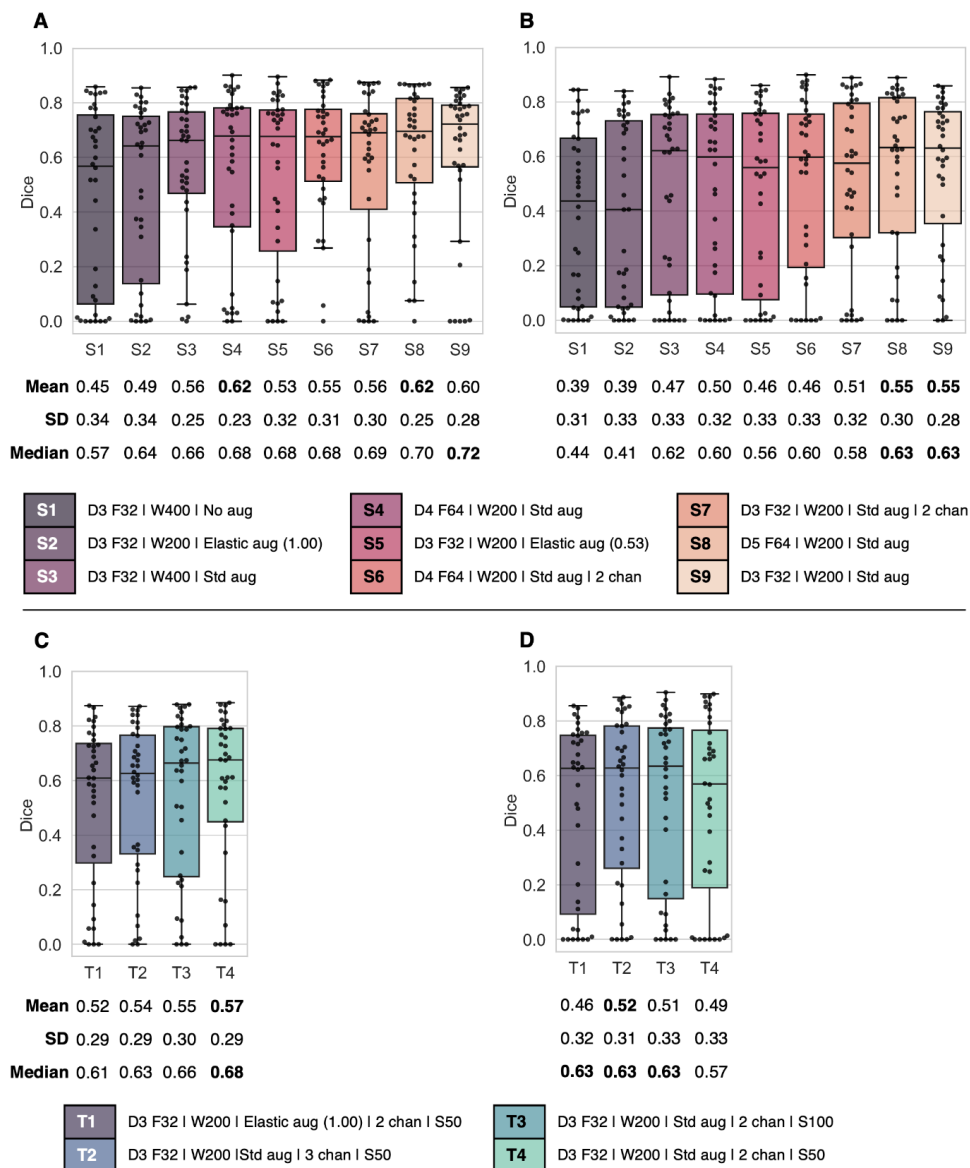 A
B
1.0
0.8
0.6
0.4
0.2
0.0
Dice
S1 S2 S3 S4 S5 S6 S7 S8 S9
1.0
0.8
0.6
0.4
0.2
0.0
Dice
S1 S2 S3 S4 S5 S6 S7 S8 S9
Mean 0.45 0.49 0.56 0.62 0.53 0.55 0.56 0.62 0.60 0.39 0.39 0.47 0.50 0.46 0.46 0.51 0.55 0.55
SD 0.34 0.34 0.25 0.23 0.32 0.31 0.30 0.25 0.28 0.31 0.33 0.33 0.32 0.33 0.33 0.32 0.30 0.28
Median 0.57 0.64 0.66 0.68 0.68 0.68 0.69 0.70 0.72 0.44 0.41 0.62 0.60 0.56 0.60 0.58 0.63 0.63
S1 D3 F32 | W400 | No aug
S2 D3 F32 | W200 | Elastic aug (1.00)
S3 D3 F32 | W400 | Std aug
S4 D4 F64 | W200 | Std aug
S5 D3 F32 | W200 | Elastic aug (0.53)
S6 D4 F64 | W200 | Std aug | 2 chan
S7 D3 F32 | W200 | Std aug | 2 chan
S8 D5 F64 | W200 | Std aug
S9 D3 F32 | W200 | Std aug
C
D
1.0
0.8
0.6
0.4
0.2
0.0
Dice
T1 T2 T3 T4
1.0
0.8
0.6
0.4
0.2
0.0
Dice
T1 T2 T3 T4
Mean 0.52 0.54 0.55 0.57 0.46 0.52 0.51 0.49
SD 0.29 0.29 0.30 0.29 0.32 0.31 0.33 0.33
Median 0.61 0.63 0.66 0.68 0.63 0.63 0.63 0.57
T1 D3 F32 | W200 | Elastic aug (1.00) | 2 chan | S50
T2 D3 F32 | W200 |Std aug | 3 chan | S50
T3 D3 F32 | W200 | Std aug | 2 chan | S100
T4 D3 F32 | W200 | Std aug | 2 chan | S50